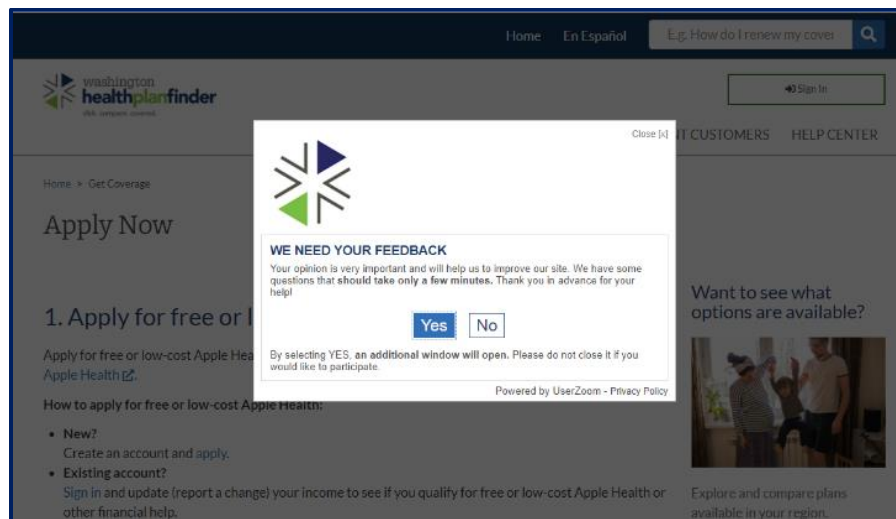 Home En Español E.g. How do I renew my cover
washington
healthplanfinder
click. compare. covered.
Sign In
Close [x]
NT CUSTOMERS HELP CENTER
Home > Get Coverage
Apply Now
WE NEED YOUR FEEDBACK
Your opinion is very important and will help us to improve our site. We have some
questions that should take only a few minutes. Thank you in advance for your
help!
Yes No
By selecting YES, an additional window will open. Please do not close it if you
would like to participate.
Powered by UserZoom - Privacy Policy
1. Apply for free or l
Apply for free or low-cost Apple Hea
Apple Health.
How to apply for free or low-cost Apple Health:
• New?
Create an account and apply.
• Existing account?
Sign in and update (report a change) your income to see if you qualify for free or low-cost Apple Health or
other financial help.
Want to see what
options are available?
Explore and compare plans
available in your region.